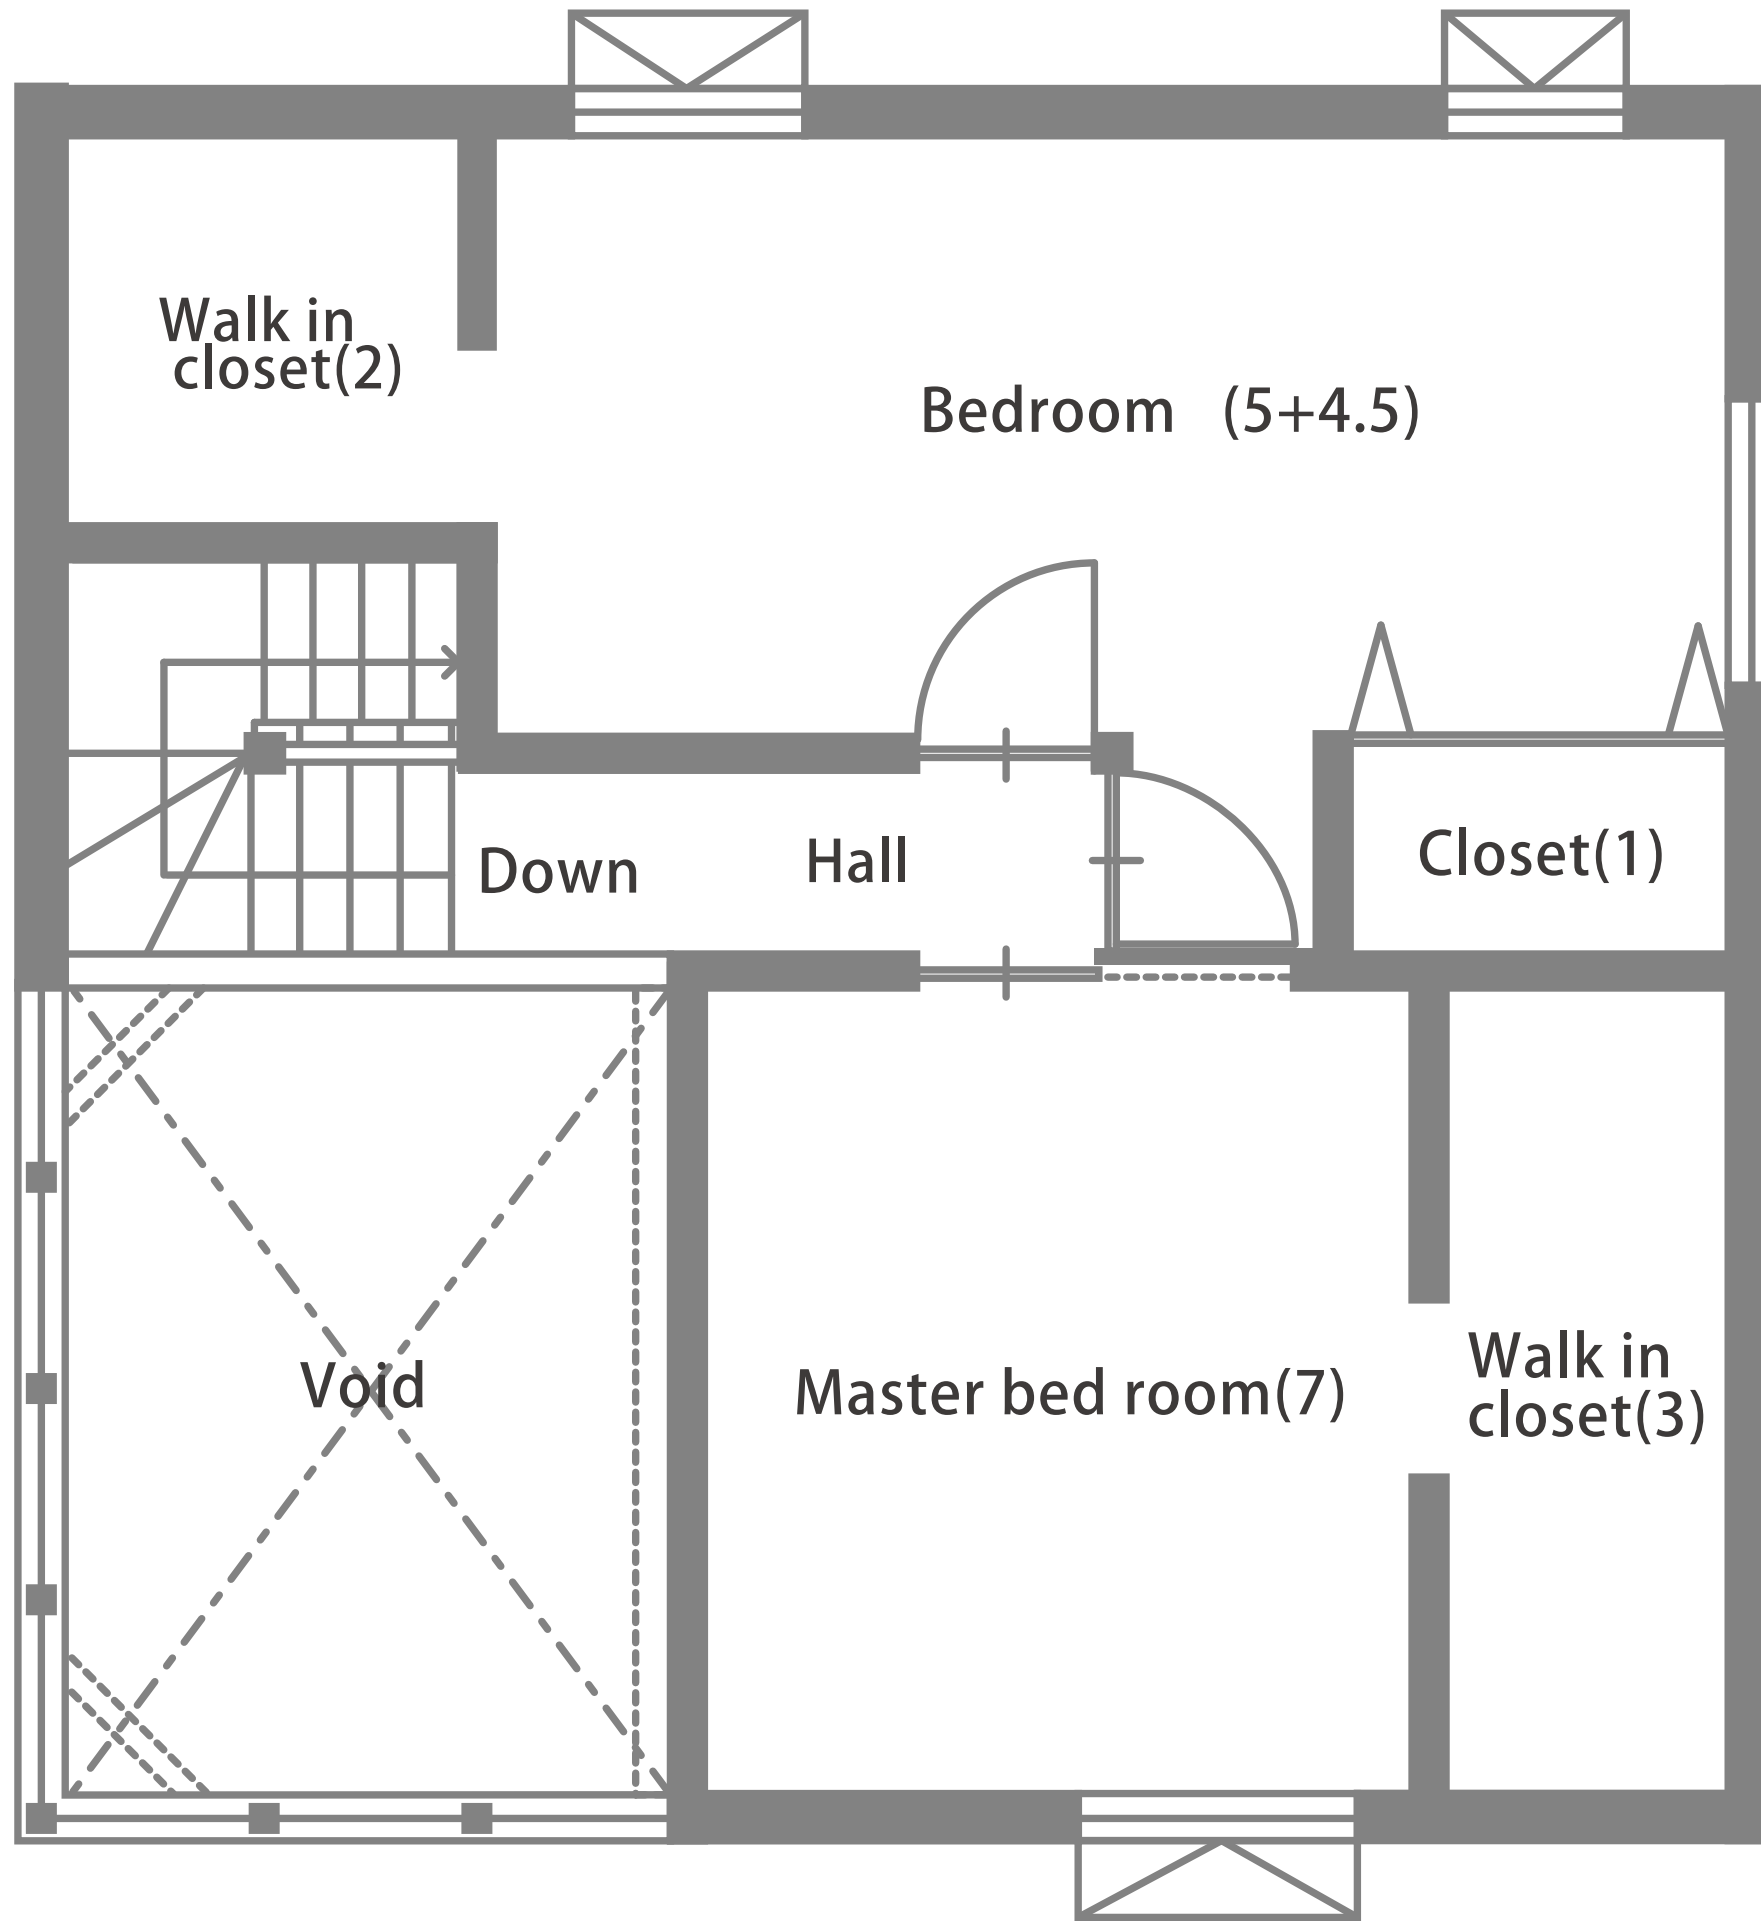 Walk in
closet(2)
Bedroom (5+4.5)
Down
Hall
Closet(1)
Void
Master bed room(7)
Walk in
closet(3)